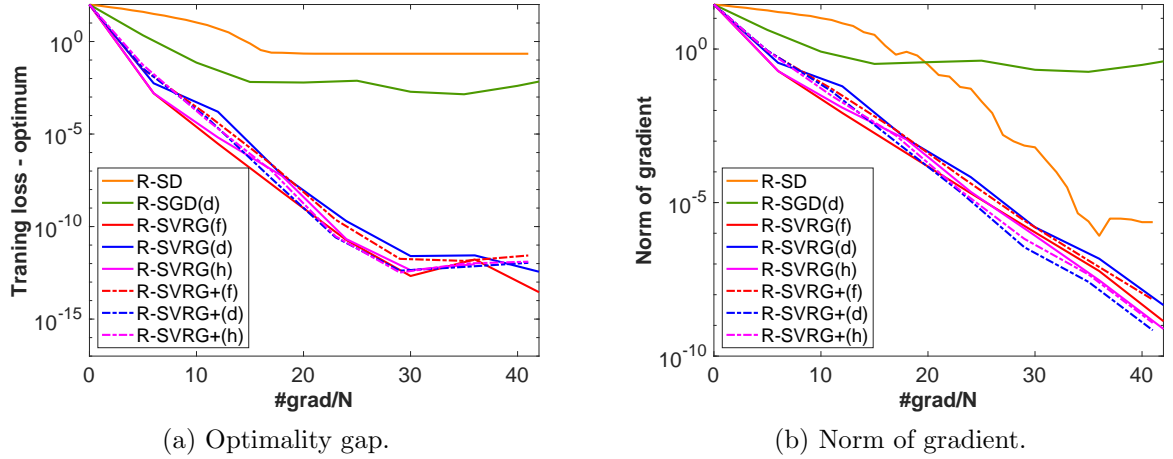 Traning loss - optimum
10^0
10^-5
10^-10
10^-15
R-SD
R-SGD(d)
R-SVRG(f)
R-SVRG(d)
R-SVRG(h)
R-SVRG+(f)
R-SVRG+(d)
R-SVRG+(h)
0 10 20 30 40
#grad/N
(a) Optimality gap.
Norm of gradient
10^0
10^-5
10^-10
R-SD
R-SGD(d)
R-SVRG(f)
R-SVRG(d)
R-SVRG(h)
R-SVRG+(f)
R-SVRG+(d)
R-SVRG+(h)
0 10 20 30 40
#grad/N
(b) Norm of gradient.